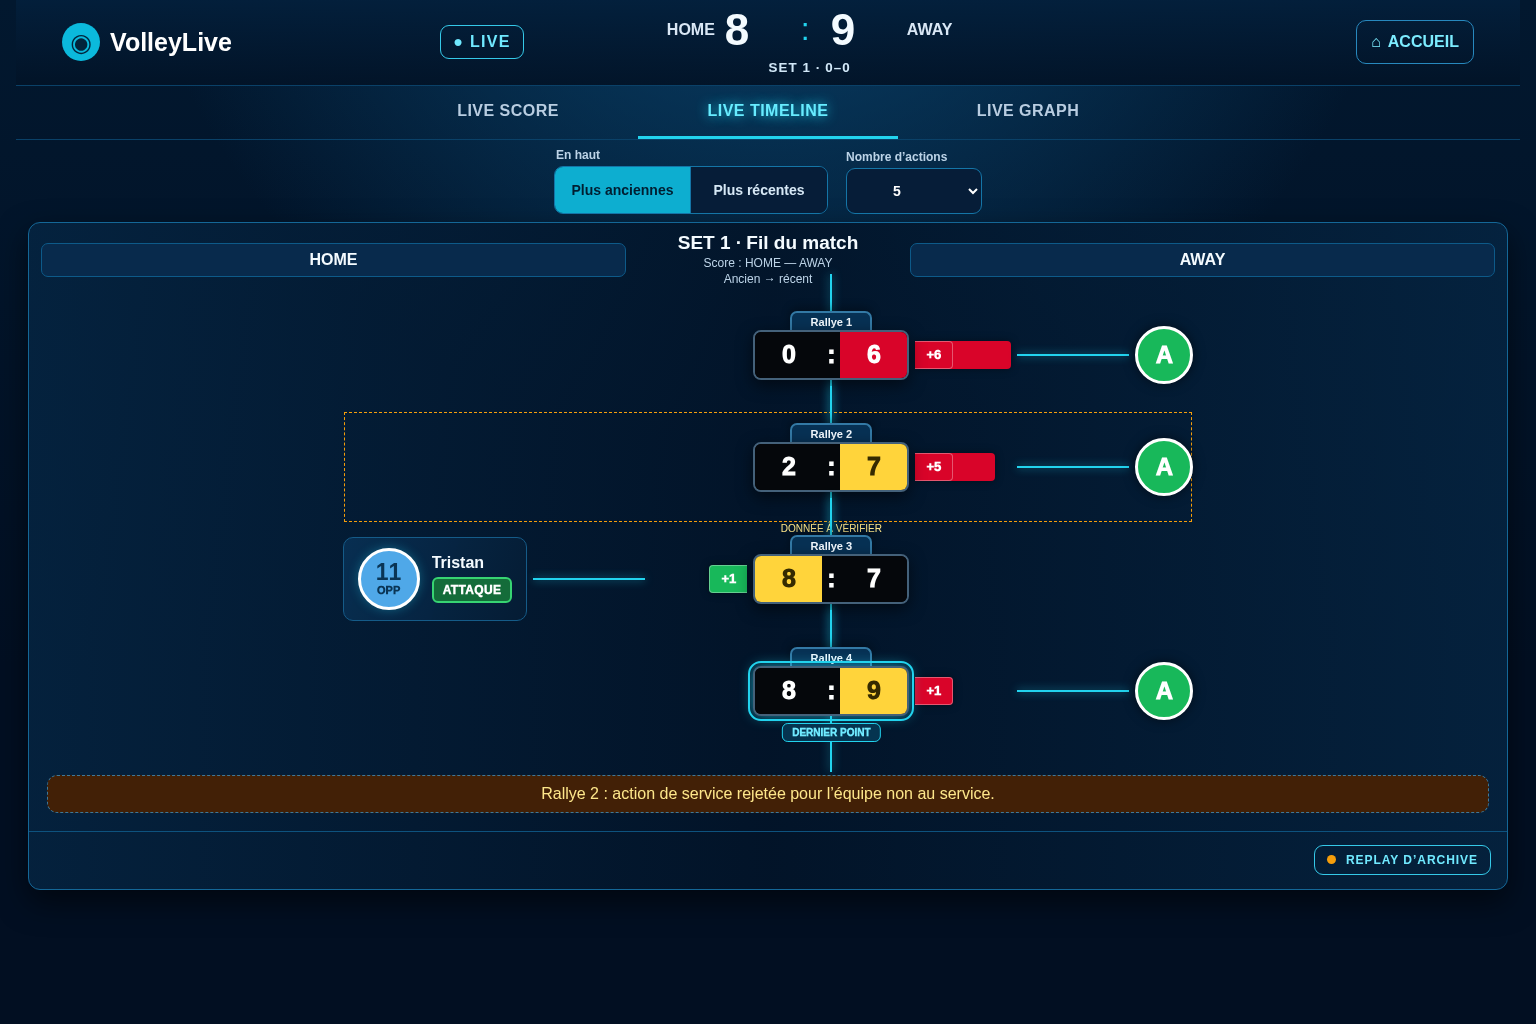 VolleyLive
● LIVE
HOME 8 : 9 AWAY
SET 1 · 0–0
⌂ ACCUEIL
LIVE SCORE
LIVE TIMELINE
LIVE GRAPH
En haut
Plus anciennes
Plus récentes
Nombre d’actions
5
HOME
SET 1 · Fil du match
Score : HOME — AWAY
Ancien → récent
AWAY
Rallye 1
0 : 6
+6
A
Rallye 2
2 : 7
+5
A
DONNÉE À VÉRIFIER
Rallye 3
11
OPP
Tristan
ATTAQUE
+1
8 : 7
Rallye 4
8 : 9
+1
A
DERNIER POINT
Rallye 2 : action de service rejetée pour l’équipe non au service.
REPLAY D’ARCHIVE